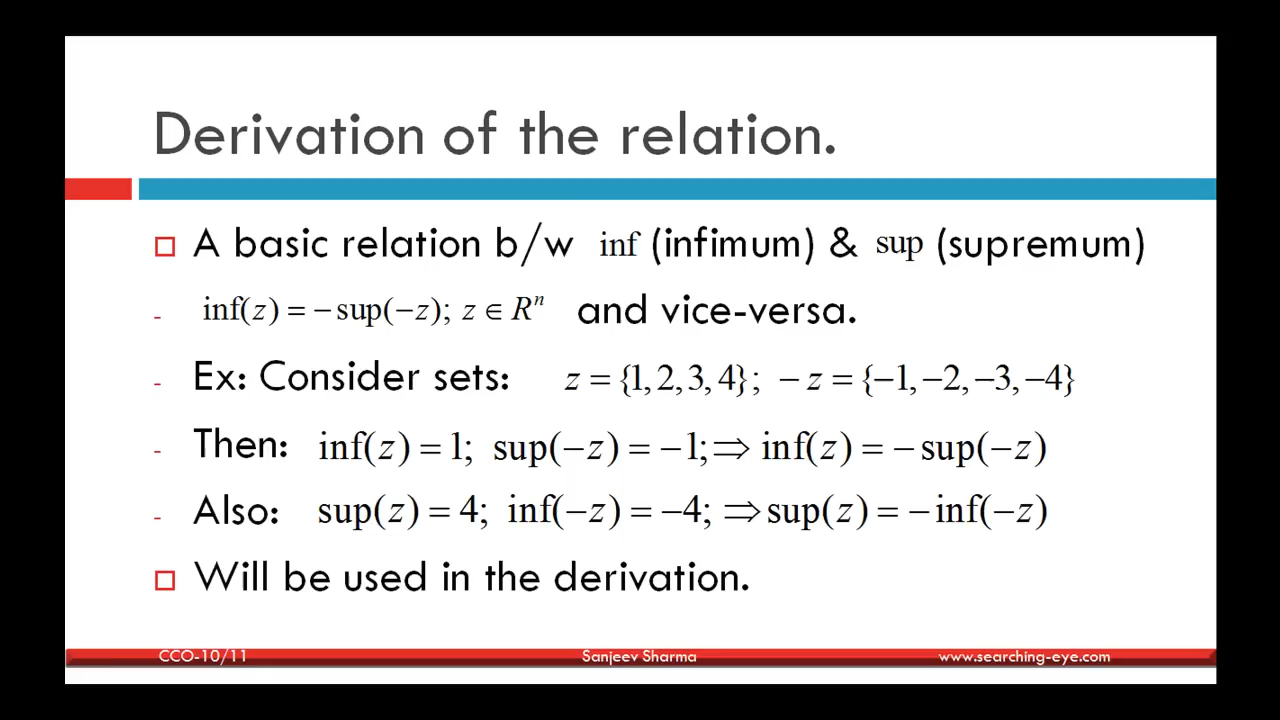 Derivation of the relation.
A basic relation b/w inf (infimum) & sup (supremum)
- inf(z) = −sup(−z); z ∈ Rⁿ and vice-versa.
- Ex: Consider sets: z = {1, 2, 3, 4}; −z = {−1, −2, −3, −4}
- Then: inf(z) = 1; sup(−z) = −1; ⇒ inf(z) = −sup(−z)
- Also: sup(z) = 4; inf(−z) = −4; ⇒ sup(z) = −inf(−z)
Will be used in the derivation.
CCO-10/11 Sanjeev Sharma www.searching-eye.com